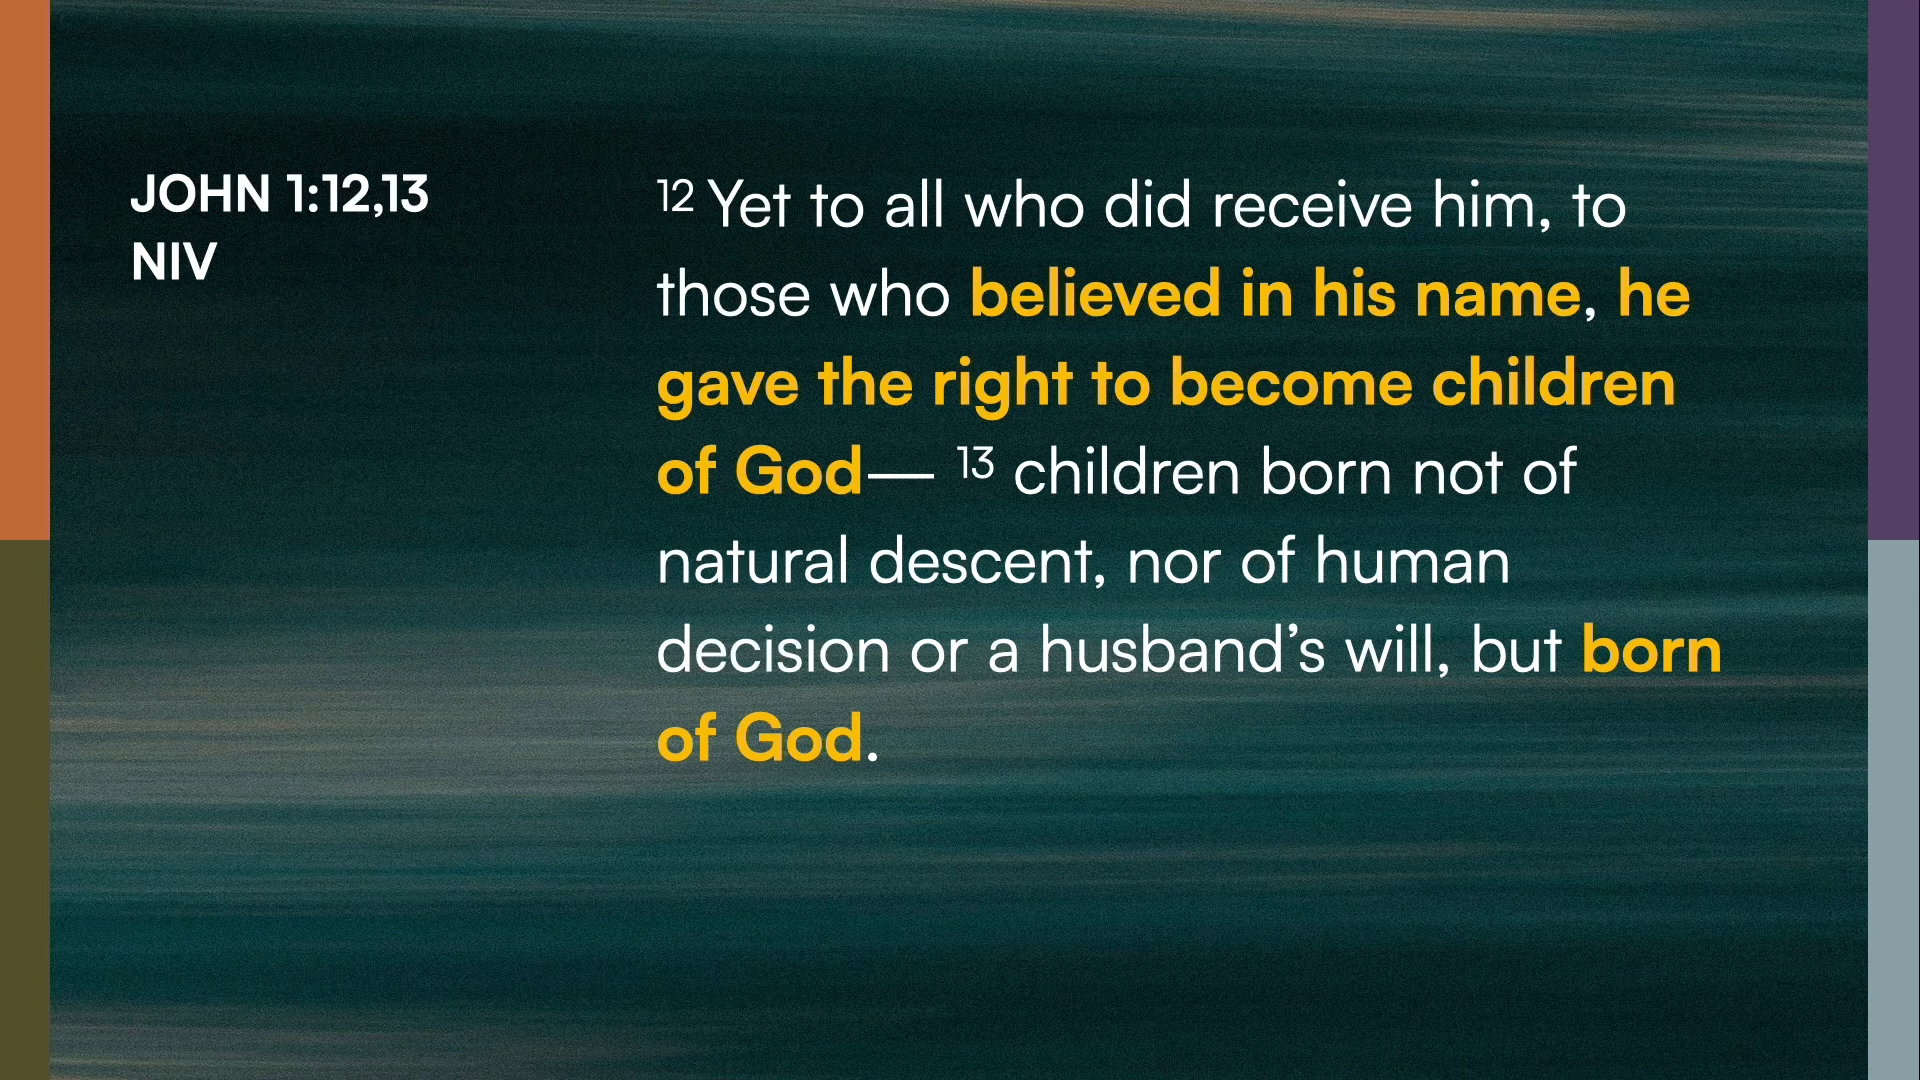 JOHN 1:12,13
NIV
12 Yet to all who did receive him, to
those who believed in his name, he
gave the right to become children
of God— 13 children born not of
natural descent, nor of human
decision or a husband’s will, but born
of God.